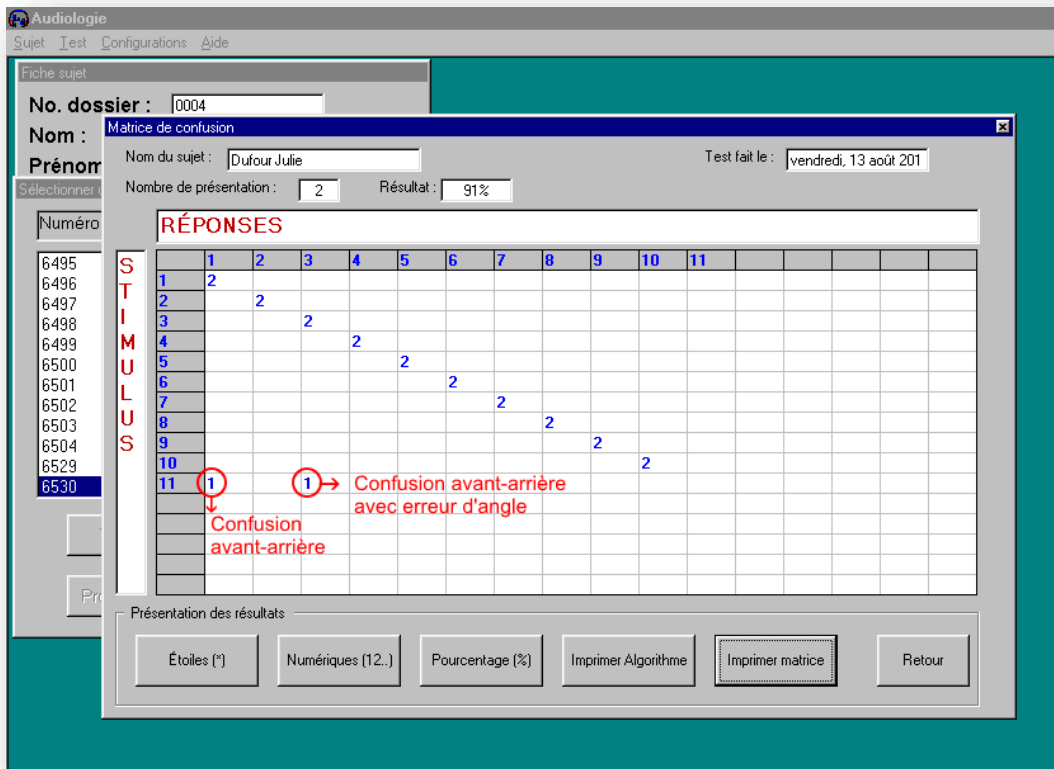 Audiologie
Sujet Test Configurations Aide
Fiche sujet
No. dossier : 0004
Nom :
Prénom
Sélectionner
Numéro
6495
6496
6497
6498
6499
6500
6501
6502
6503
6504
6529
6530
Matrice de confusion
Nom du sujet : Dufour Julie Test fait le : vendredi, 13 août 201
Nombre de présentation : 2 Résultat : 91%
RÉPONSES
STIMULUS
1 2 3 4 5 6 7 8 9 10 11
1 2
2 2
3 2
4 2
5 2
6 2
7 2
8 2
9 2
10 2
11 1 1
Confusion avant-arrière
avec erreur d'angle
Confusion
avant-arrière
Présentation des résultats
Étoiles (*) Numériques (12..) Pourcentage (%) Imprimer Algorithme Imprimer matrice Retour